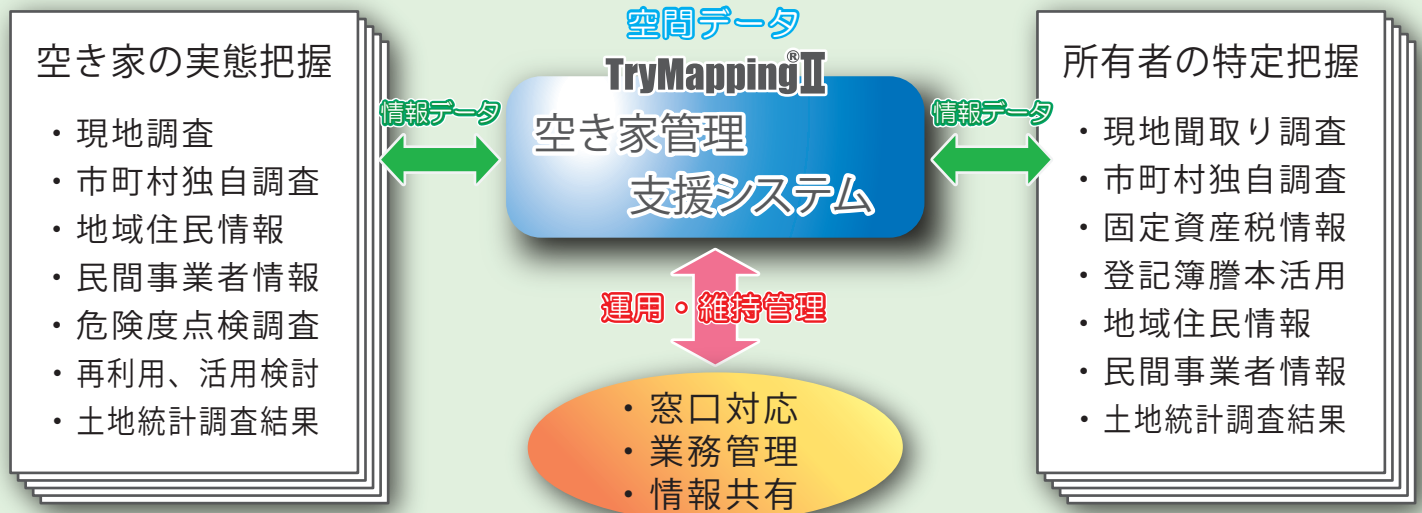 空き家の実態把握
・現地調査
・市町村独自調査
・地域住民情報
・民間事業者情報
・危険度点検調査
・再利用、活用検討
・土地統計調査結果
情報データ
空間データ
TryMapping®II
空き家管理
支援システム
情報データ
運用・維持管理
・窓口対応
・業務管理
・情報共有
所有者の特定把握
・現地聞取り調査
・市町村独自調査
・固定資産税情報
・登記簿謄本活用
・地域住民情報
・民間事業者情報
・土地統計調査結果